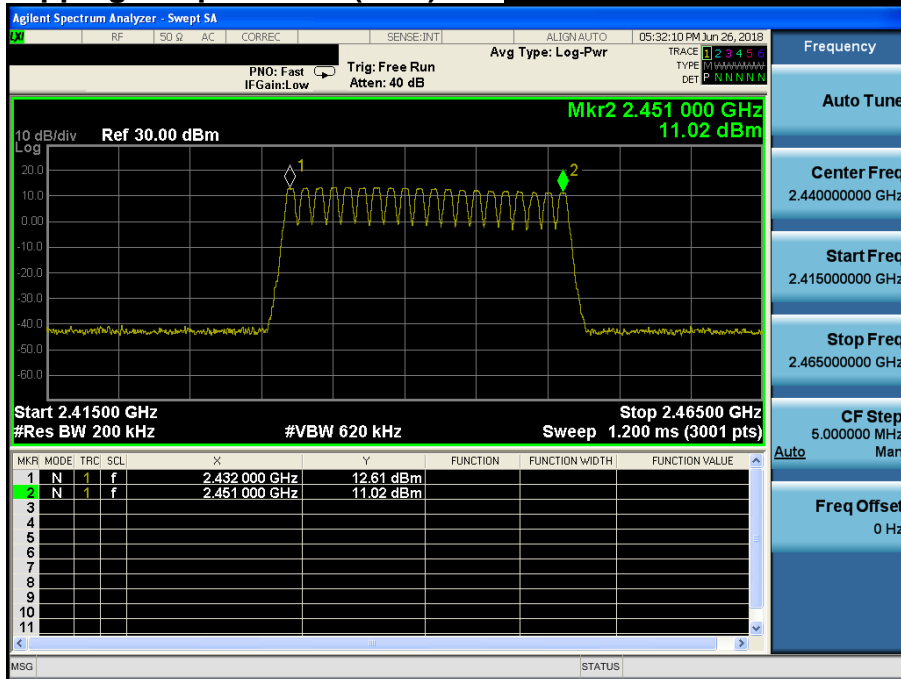 Agilent Spectrum Analyzer - Swept SA
LXI RF 50 Ω AC CORREC SENSE:INT ALIGN AUTO 05:32:10 PM Jun 26, 2018
Avg Type: Log-Pwr
TRACE 1 2 3 4 5 6
PNO: Fast Trig: Free Run
TYPE M WWWWW
IFGain:Low Atten: 40 dB
DET P N N N N N
Mkr2 2.451 000 GHz
11.02 dBm
10 dB/div Ref 30.00 dBm
Log
1
2
20.0
10.0
0.00
-10.0
-20.0
-30.0
-40.0
-50.0
-60.0
Start 2.41500 GHz Stop 2.46500 GHz
#Res BW 200 kHz #VBW 620 kHz Sweep 1.200 ms (3001 pts)
MKR MODE TRC SCL X Y FUNCTION FUNCTION WIDTH FUNCTION VALUE
1 N 1 f 2.432 000 GHz 12.61 dBm
2 N 1 f 2.451 000 GHz 11.02 dBm
3
4
5
6
7
8
9
10
11
MSG STATUS
Frequency
Auto Tune
Center Freq
2.440000000 GHz
Start Freq
2.415000000 GHz
Stop Freq
2.465000000 GHz
CF Step
5.000000 MHz
Auto Man
Freq Offset
0 Hz